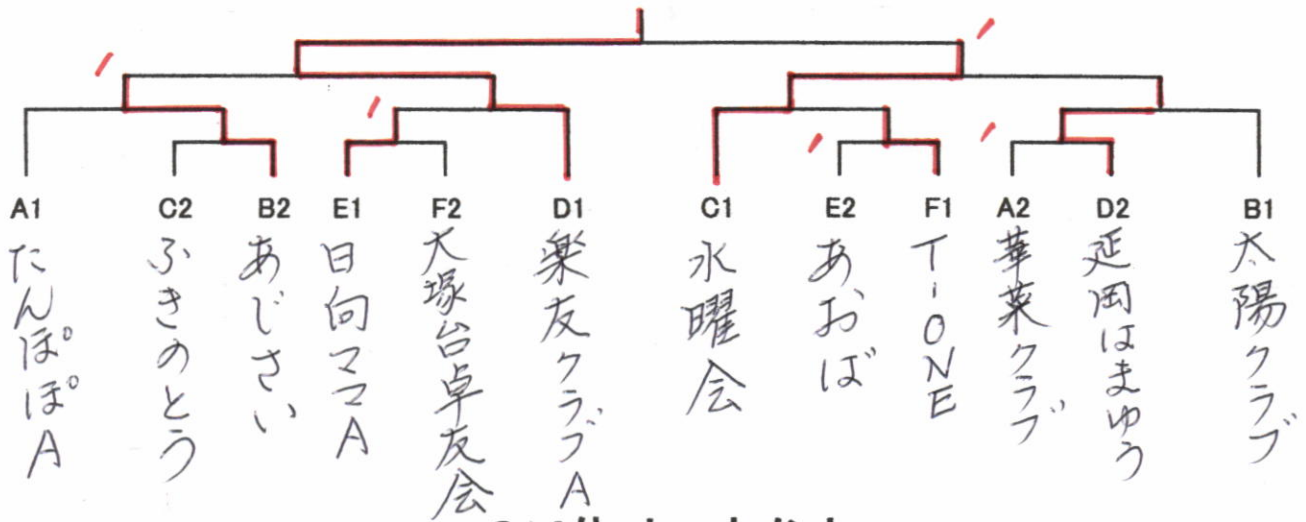 A1
C2
B2
E1
F2
D1
C1
E2
F1
A2
D2
B1
たんぽぽA
ふきのとう
あじさい
日向ママA
大塚台卓友会
楽友クラブA
水曜会
あおば
T-ONE
華菜クラブ
延岡はまゆう
太陽クラブ